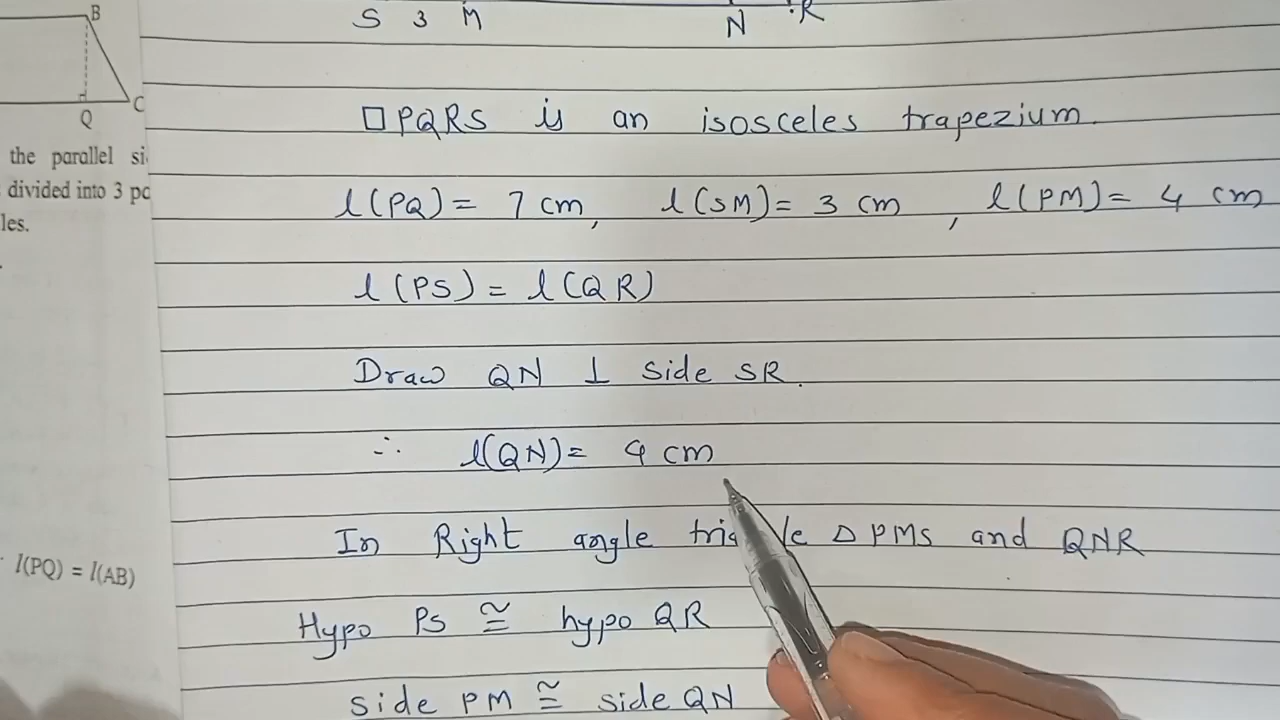 B
C
Q
the parallel si
divided into 3 pa
les.
l(PQ) = l(AB)
S 3 M N R
□PQRS is an isosceles trapezium.
l(PQ) = 7 cm, l(SM) = 3 cm, l(PM) = 4 cm
l(PS) = l(QR)
Draw QN ⊥ side SR.
∴ l(QN) = 4 cm
In Right angle △PMS and QNR
Hypo PS ≅ hypo QR
side PM ≅ side QN